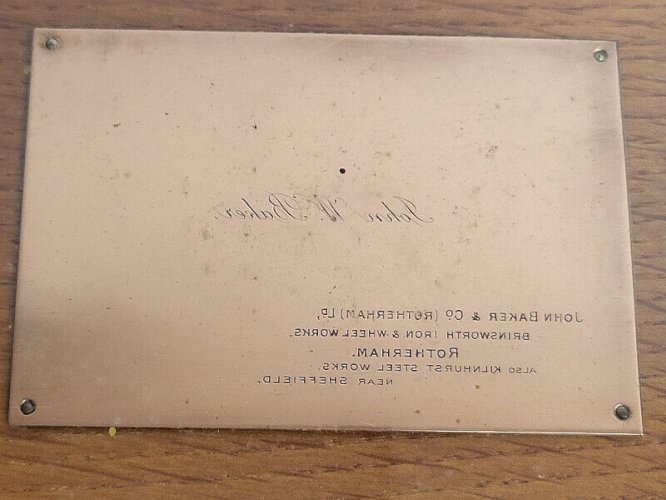 John W. Baker.
JOHN BAKER & Co (ROTHERHAM) LD,
BRINSWORTH IRON & WHEEL WORKS,
ROTHERHAM.
ALSO KILNHURST STEEL WORKS.
NEAR SHEFFIELD.